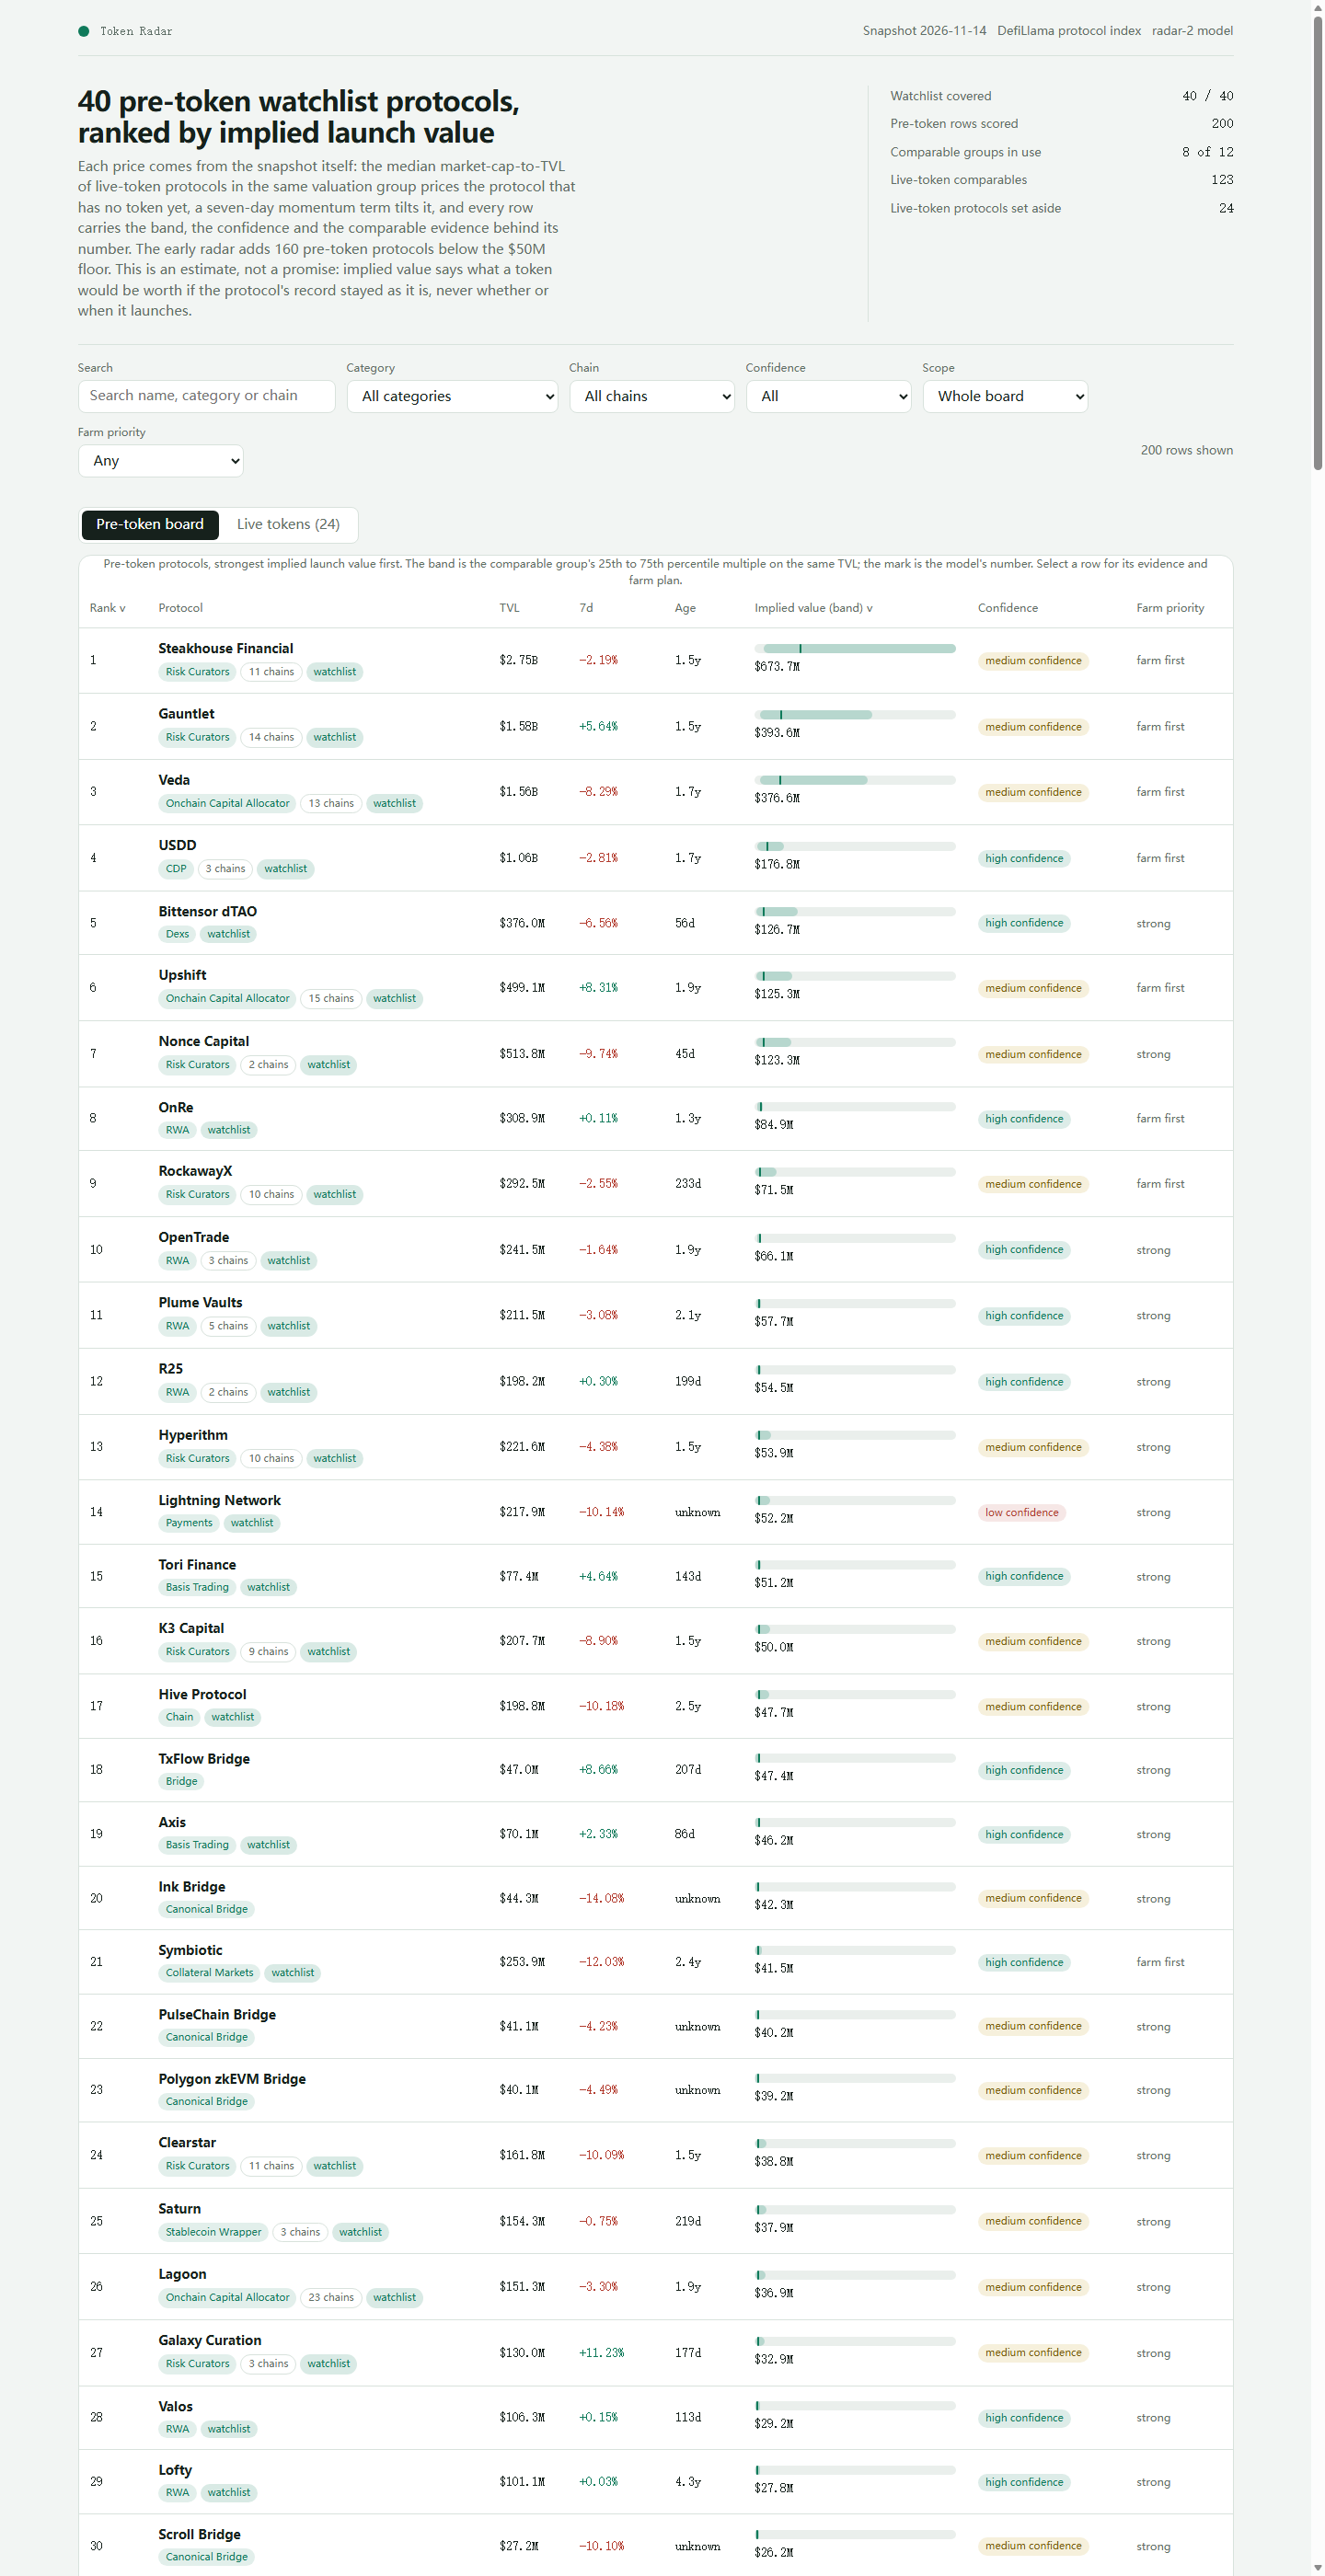 Token Radar
Snapshot 2026-11-14 DefiLlama protocol index radar-2 model
40 pre-token watchlist protocols,
ranked by implied launch value
Each price comes from the snapshot itself: the median market-cap-to-TVL
of live-token protocols in the same valuation group prices the protocol that
has no token yet, a seven-day momentum term tilts it, and every row
carries the band, the confidence and the comparable evidence behind its
number. The early radar adds 160 pre-token protocols below the $50M
floor. This is an estimate, not a promise: implied value says what a token
would be worth if the protocol's record stayed as it is, never whether or
when it launches.
Watchlist covered 40 / 40
Pre-token rows scored 200
Comparable groups in use 8 of 12
Live-token comparables 123
Live-token protocols set aside 24
Search Category Chain Confidence Scope
Search name, category or chain All categories All chains All Whole board
Farm priority
Any
200 rows shown
Pre-token board Live tokens (24)
Pre-token protocols, strongest implied launch value first. The band is the comparable group's 25th to 75th percentile multiple on the same TVL; the mark is the model's number. Select a row for its evidence and
farm plan.
Rank v Protocol TVL 7d Age Implied value (band) v Confidence Farm priority
Steakhouse Financial
1 $2.75B −2.19% 1.5y $673.7M medium confidence farm first
Risk Curators 11 chains watchlist
Gauntlet
2 $1.58B +5.64% 1.5y $393.6M medium confidence farm first
Risk Curators 14 chains watchlist
Veda
3 $1.56B −8.29% 1.7y $376.6M medium confidence farm first
Onchain Capital Allocator 13 chains watchlist
USDD
4 $1.06B −2.81% 1.7y $176.8M high confidence farm first
CDP 3 chains watchlist
Bittensor dTAO
5 $376.0M −6.56% 56d $126.7M high confidence strong
Dexs watchlist
Upshift
6 $499.1M +8.31% 1.9y $125.3M medium confidence farm first
Onchain Capital Allocator 15 chains watchlist
Nonce Capital
7 $513.8M −9.74% 45d $123.3M medium confidence strong
Risk Curators 2 chains watchlist
OnRe
8 $308.9M +0.11% 1.3y $84.9M high confidence farm first
RWA watchlist
RockawayX
9 $292.5M −2.55% 233d $71.5M medium confidence farm first
Risk Curators 10 chains watchlist
OpenTrade
10 $241.5M −1.64% 1.9y $66.1M high confidence strong
RWA 3 chains watchlist
Plume Vaults
11 $211.5M −3.08% 2.1y $57.7M high confidence strong
RWA 5 chains watchlist
R25
12 $198.2M +0.30% 199d $54.5M high confidence strong
RWA 2 chains watchlist
Hyperithm
13 $221.6M −4.38% 1.5y $53.9M medium confidence strong
Risk Curators 10 chains watchlist
Lightning Network
14 $217.9M −10.14% unknown $52.2M low confidence strong
Payments watchlist
Tori Finance
15 $77.4M +4.64% 143d $51.2M high confidence strong
Basis Trading watchlist
K3 Capital
16 $207.7M −8.90% 1.5y $50.0M medium confidence strong
Risk Curators 9 chains watchlist
Hive Protocol
17 $198.8M −10.18% 2.5y $47.7M medium confidence strong
Chain watchlist
TxFlow Bridge
18 $47.0M +8.66% 207d $47.4M high confidence strong
Bridge
Axis
19 $70.1M +2.33% 86d $46.2M high confidence strong
Basis Trading watchlist
Ink Bridge
20 $44.3M −14.08% unknown $42.3M medium confidence strong
Canonical Bridge
Symbiotic
21 $253.9M −12.03% 2.4y $41.5M high confidence farm first
Collateral Markets watchlist
PulseChain Bridge
22 $41.1M −4.23% unknown $40.2M medium confidence strong
Canonical Bridge
Polygon zkEVM Bridge
23 $40.1M −4.49% unknown $39.2M medium confidence strong
Canonical Bridge
Clearstar
24 $161.8M −10.09% 1.5y $38.8M medium confidence strong
Risk Curators 11 chains watchlist
Saturn
25 $154.3M −0.75% 219d $37.9M medium confidence strong
Stablecoin Wrapper 3 chains watchlist
Lagoon
26 $151.3M −3.30% 1.9y $36.9M medium confidence strong
Onchain Capital Allocator 23 chains watchlist
Galaxy Curation
27 $130.0M +11.23% 177d $32.9M medium confidence strong
Risk Curators 3 chains watchlist
Valos
28 $106.3M +0.15% 113d $29.2M high confidence strong
RWA watchlist
Lofty
29 $101.1M +0.03% 4.3y $27.8M high confidence strong
RWA watchlist
Scroll Bridge
30 $27.2M −10.10% unknown $26.2M medium confidence strong
Canonical Bridge